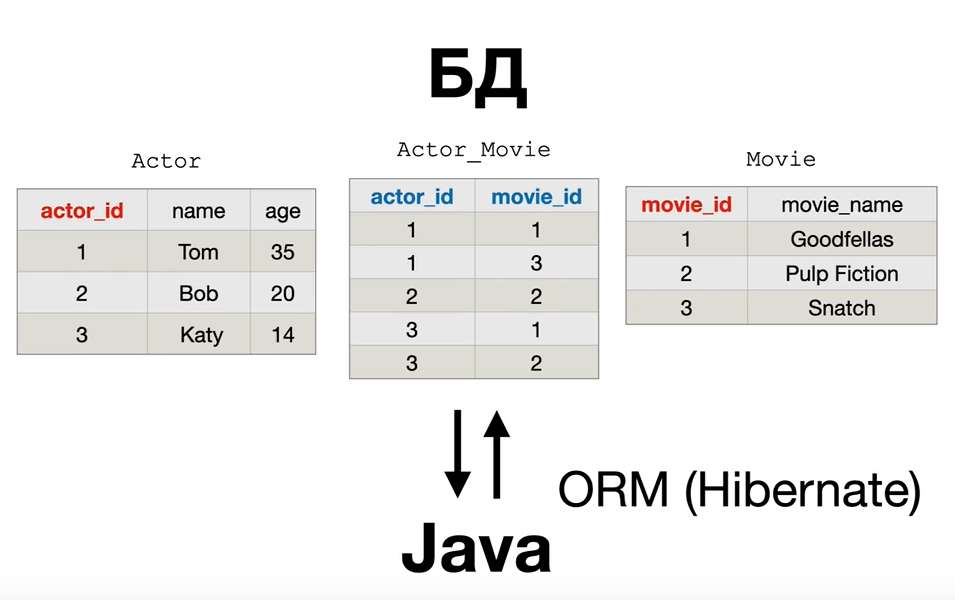 БД
Actor
actor_id name age
1 Tom 35
2 Bob 20
3 Katy 14
Actor_Movie
actor_id movie_id
1 1
1 3
2 2
3 1
3 2
Movie
movie_id movie_name
1 Goodfellas
2 Pulp Fiction
3 Snatch
ORM (Hibernate)
Java